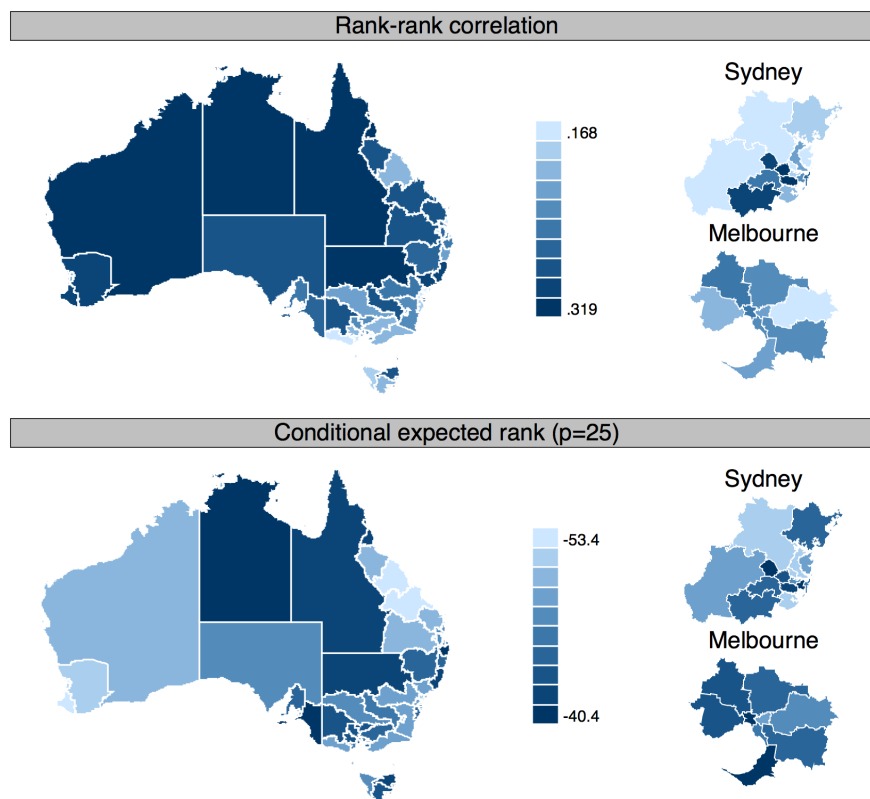 Rank-rank correlation
Sydney
.168
Melbourne
.319
Conditional expected rank (p=25)
Sydney
-53.4
Melbourne
-40.4